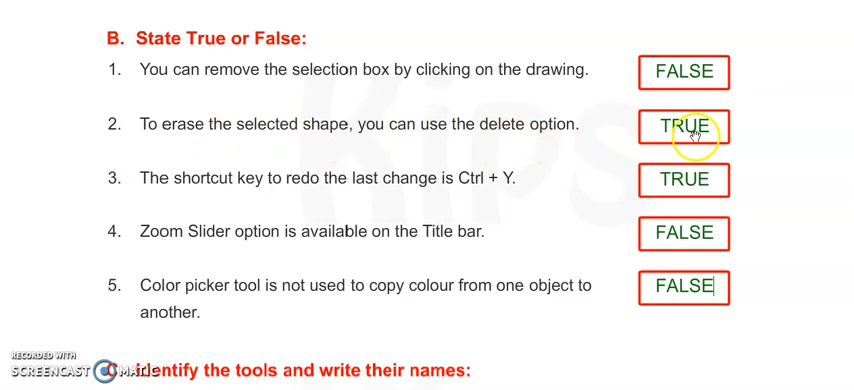 B. State True or False:
1. You can remove the selection box by clicking on the drawing. FALSE
2. To erase the selected shape, you can use the delete option. TRUE
3. The shortcut key to redo the last change is Ctrl + Y. TRUE
4. Zoom Slider option is available on the Title bar. FALSE
5. Color picker tool is not used to copy colour from one object to FALSE
another.
RECORDED WITH
SCREENCAST MATIC
C. Identify the tools and write their names:
Kips